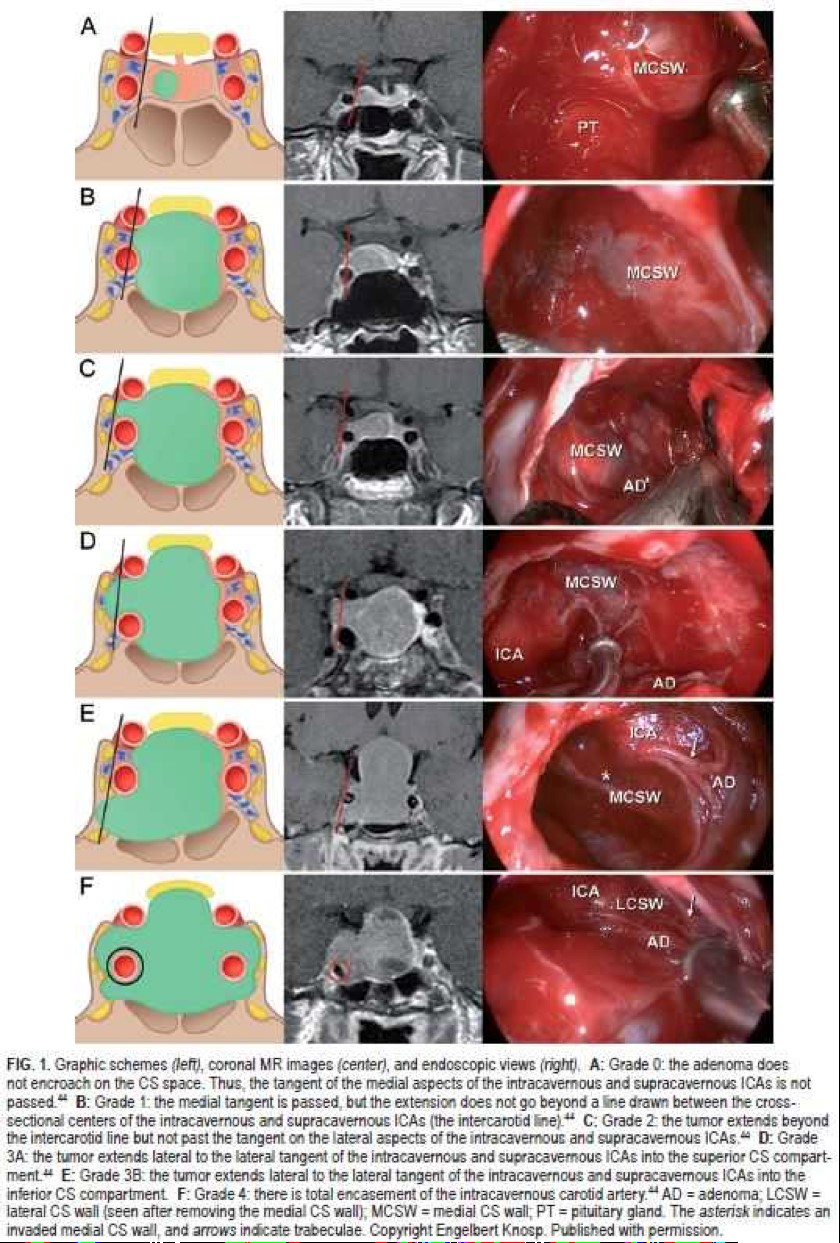 A
MCSW
PT
B
MCSW
C
MCSW
AD
D
MCSW
ICA
AD
E
ICA
AD
*
MCSW
F
ICA
LCSW
AD
FIG. 1. Graphic schemes (left), coronal MR images (center), and endoscopic views (right). A: Grade 0: the adenoma does
not encroach on the CS space. Thus, the tangent of the medial aspects of the intracavernous and supracavernous ICAs is not
passed.44 B: Grade 1: the medial tangent is passed, but the extension does not go beyond a line drawn between the cross-
sectional centers of the intracavernous and supracavernous ICAs (the intercarotid line).44 C: Grade 2: the tumor extends beyond
the intercarotid line but not past the tangent on the lateral aspects of the intracavernous and supracavernous ICAs.44 D: Grade
3A: the tumor extends lateral to the lateral tangent of the intracavernous and supracavernous ICAs into the superior CS compart-
ment.44 E: Grade 3B: the tumor extends lateral to the lateral tangent of the intracavernous and supracavernous ICAs into the
inferior CS compartment. F: Grade 4: there is total encasement of the intracavernous carotid artery.44 AD = adenoma; LCSW =
lateral CS wall (seen after removing the medial CS wall); MCSW = medial CS wall; PT = pituitary gland. The asterisk indicates an
invaded medial CS wall, and arrows indicate trabeculae. Copyright Engelbert Knosp. Published with permission.